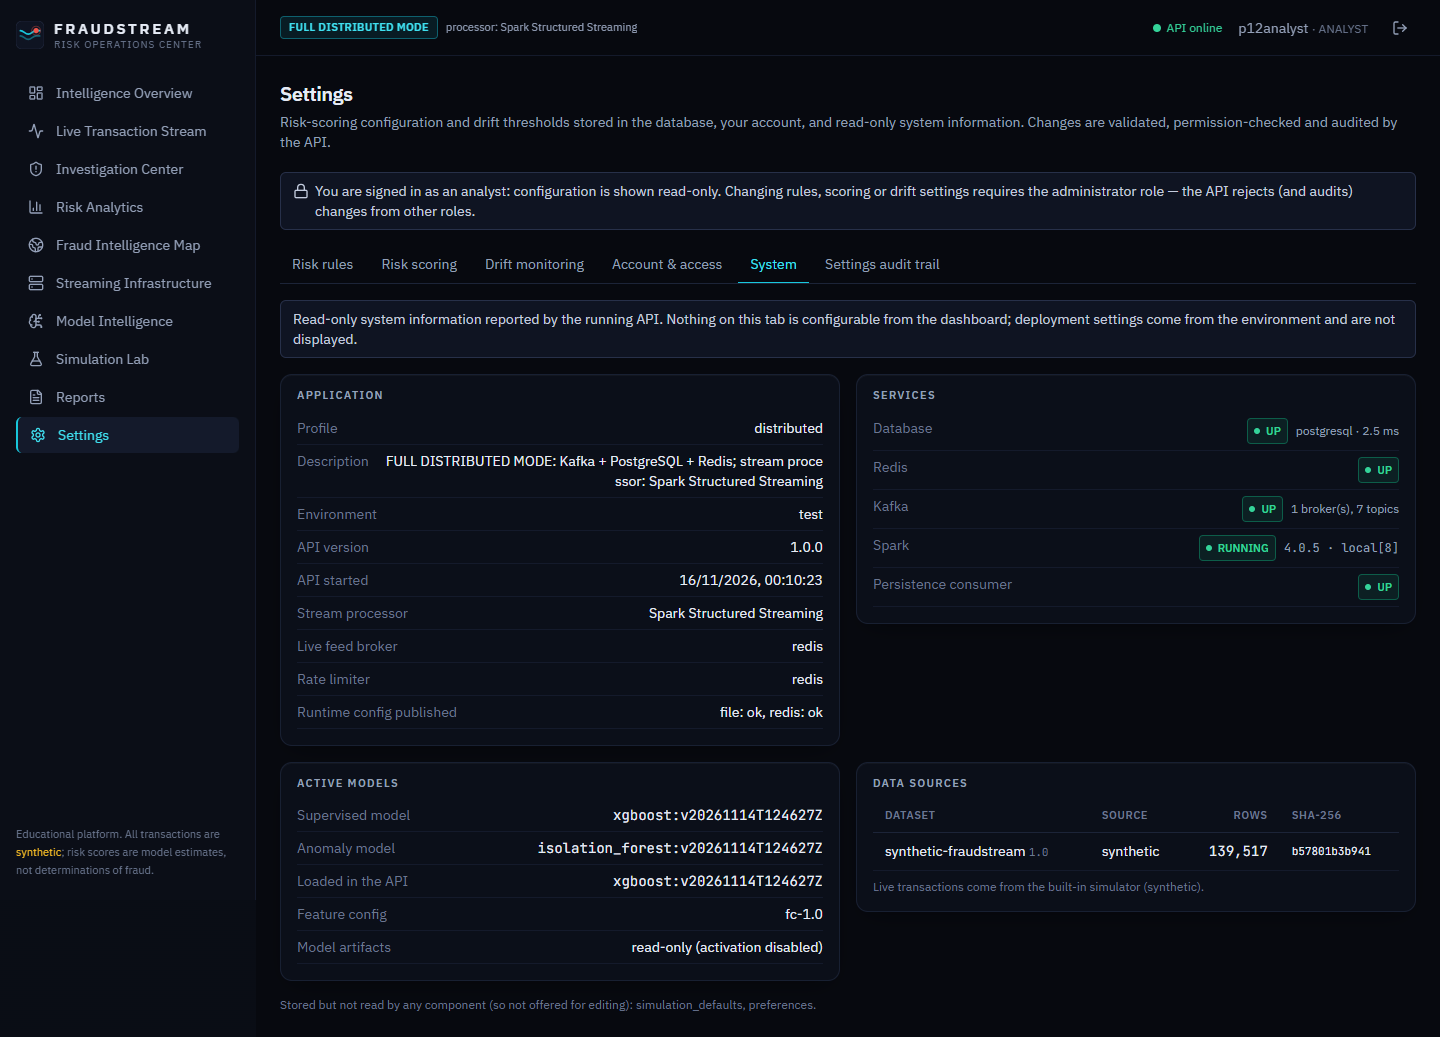 FRAUDSTREAM
RISK OPERATIONS CENTER
Intelligence Overview
Live Transaction Stream
Investigation Center
Risk Analytics
Fraud Intelligence Map
Streaming Infrastructure
Model Intelligence
Simulation Lab
Reports
Settings
Educational platform. All transactions are
synthetic; risk scores are model estimates,
not determinations of fraud.
FULL DISTRIBUTED MODE processor: Spark Structured Streaming
API online p12analyst · ANALYST
Settings
Risk-scoring configuration and drift thresholds stored in the database, your account, and read-only system information. Changes are validated, permission-checked and audited by
the API.
You are signed in as an analyst: configuration is shown read-only. Changing rules, scoring or drift settings requires the administrator role — the API rejects (and audits)
changes from other roles.
Risk rules Risk scoring Drift monitoring Account & access System Settings audit trail
Read-only system information reported by the running API. Nothing on this tab is configurable from the dashboard; deployment settings come from the environment and are not
displayed.
APPLICATION
Profile distributed
Description FULL DISTRIBUTED MODE: Kafka + PostgreSQL + Redis; stream proce
ssor: Spark Structured Streaming
Environment test
API version 1.0.0
API started 16/11/2026, 00:10:23
Stream processor Spark Structured Streaming
Live feed broker redis
Rate limiter redis
Runtime config published file: ok, redis: ok
SERVICES
Database UP postgresql · 2.5 ms
Redis UP
Kafka UP 1 broker(s), 7 topics
Spark RUNNING 4.0.5 · local[8]
Persistence consumer UP
ACTIVE MODELS
Supervised model xgboost:v20261114T124627Z
Anomaly model isolation_forest:v20261114T124627Z
Loaded in the API xgboost:v20261114T124627Z
Feature config fc-1.0
Model artifacts read-only (activation disabled)
DATA SOURCES
DATASET SOURCE ROWS SHA-256
synthetic-fraudstream 1.0 synthetic 139,517 b57801b3b941
Live transactions come from the built-in simulator (synthetic).
Stored but not read by any component (so not offered for editing): simulation_defaults, preferences.